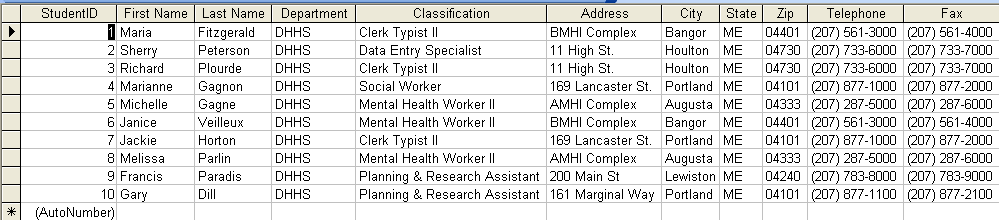 StudentID First Name Last Name Department Classification Address City State Zip Telephone Fax
1 Maria Fitzgerald DHHS Clerk Typist II BMHI Complex Bangor ME 04401 (207) 561-3000 (207) 561-4000
2 Sherry Peterson DHHS Data Entry Specialist 11 High St. Houlton ME 04730 (207) 733-6000 (207) 733-7000
3 Richard Plourde DHHS Clerk Typist II 11 High St. Houlton ME 04730 (207) 733-6000 (207) 733-7000
4 Marianne Gagnon DHHS Social Worker 169 Lancaster St. Portland ME 04101 (207) 877-1000 (207) 877-2000
5 Michelle Gagne DHHS Mental Health Worker II AMHI Complex Augusta ME 04333 (207) 287-5000 (207) 287-6000
6 Janice Veilleux DHHS Mental Health Worker II BMHI Complex Bangor ME 04401 (207) 561-3000 (207) 561-4000
7 Jackie Horton DHHS Clerk Typist II 169 Lancaster St. Portland ME 04101 (207) 877-1000 (207) 877-2000
8 Melissa Parlin DHHS Mental Health Worker II AMHI Complex Augusta ME 04333 (207) 287-5000 (207) 287-6000
9 Francis Paradis DHHS Planning & Research Assistant 200 Main St Lewiston ME 04240 (207) 783-8000 (207) 783-9000
10 Gary Dill DHHS Planning & Research Assistant 161 Marginal Way Portland ME 04101 (207) 877-1100 (207) 877-2100
(AutoNumber)